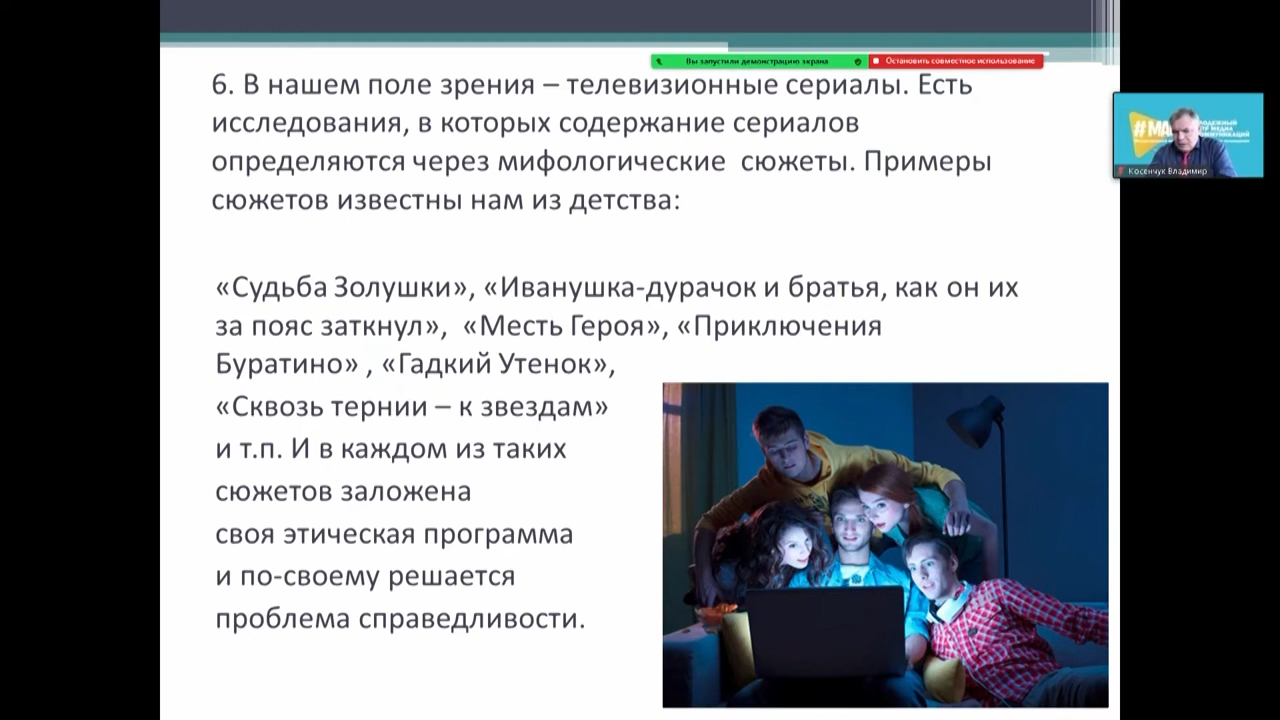 Вы запустили демонстрацию экрана
Остановить совместное использование
6. В нашем поле зрения – телевизионные сериалы. Есть
исследования, в которых содержание сериалов
определяются через мифологические сюжеты. Примеры
сюжетов известны нам из детства:
«Судьба Золушки», «Иванушка-дурачок и братья, как он их
за пояс заткнул», «Месть Героя», «Приключения
Буратино» , «Гадкий Утенок»,
«Сквозь тернии – к звездам»
и т.п. И в каждом из таких
сюжетов заложена
своя этическая программа
и по-своему решается
проблема справедливости.
Косенчук Владимир